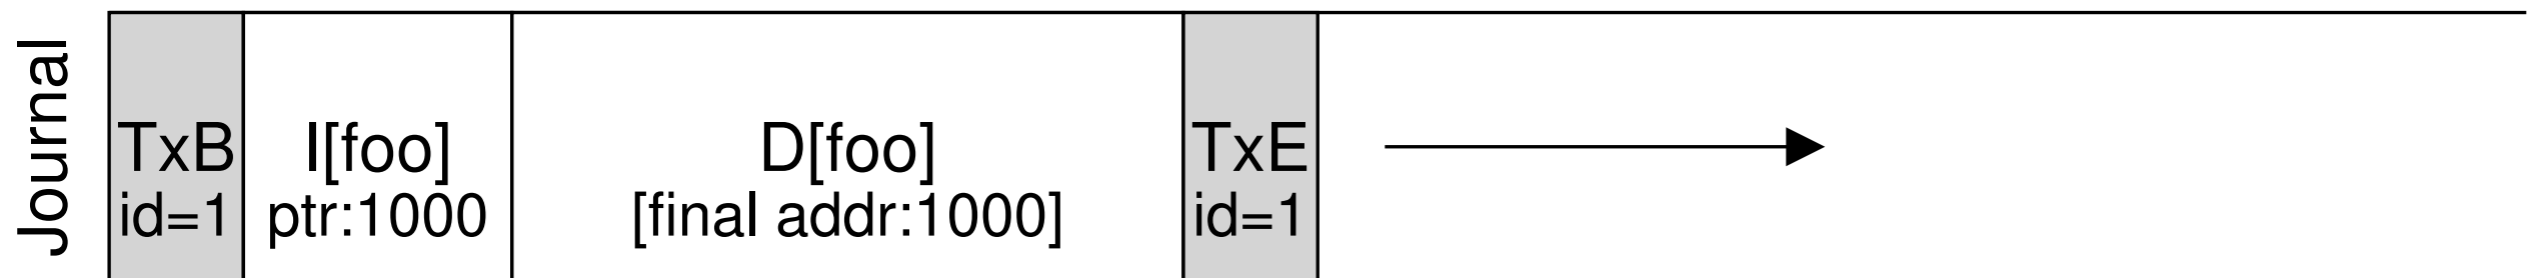 Journal
TxB
id=1
I[foo]
ptr:1000
D[foo]
[final addr:1000]
TxE
id=1